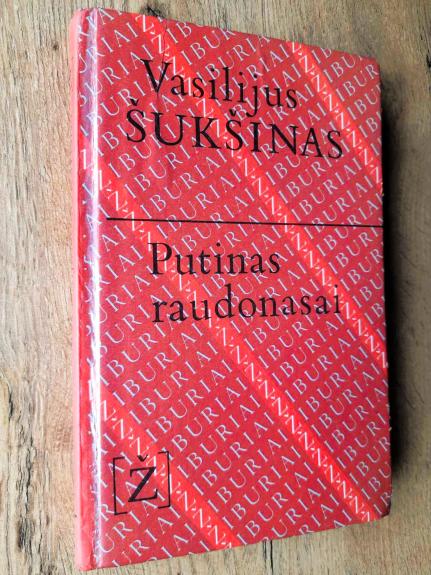 Vasilijus
ŠUKŠINAS
Putinas
raudonasai
[Ž]